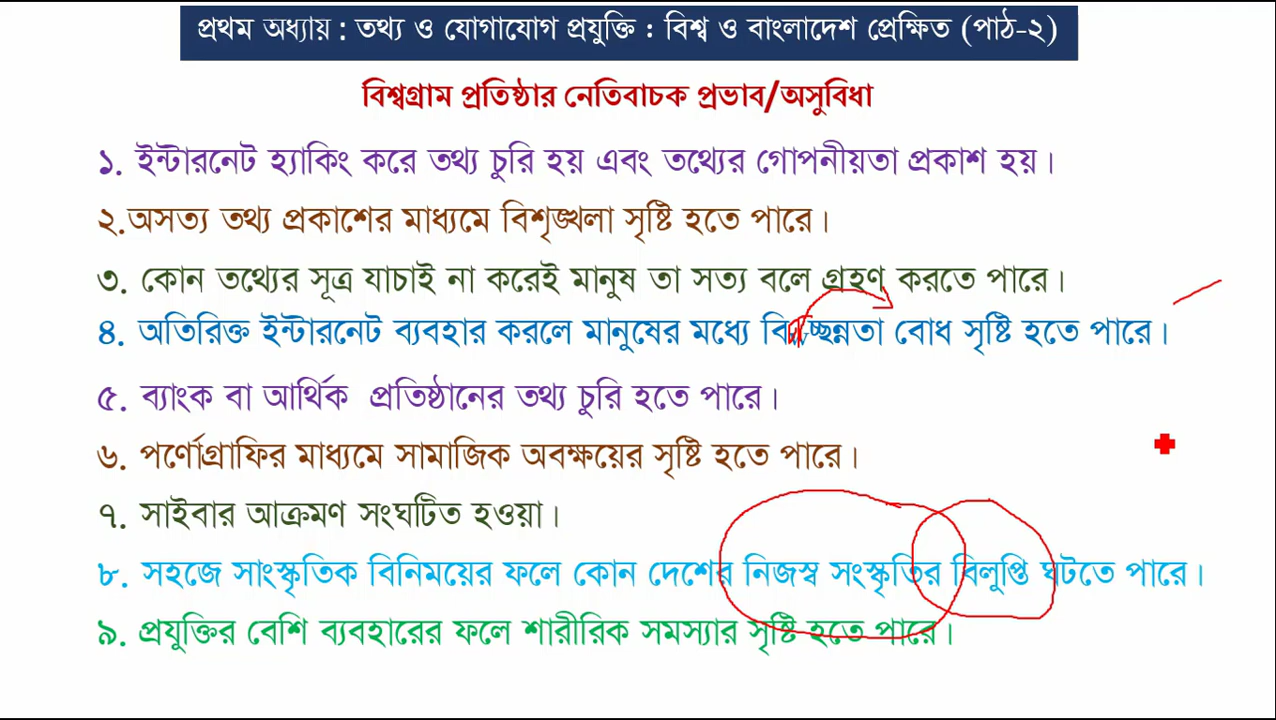 প্রথম অধ্যায় : তথ্য ও যোগাযোগ প্রযুক্তি : বিশ্ব ও বাংলাদেশ প্রেক্ষিত (পাঠ-২)
বিশ্বগ্রাম প্রতিষ্ঠার নেতিবাচক প্রভাব/অসুবিধা
১. ইন্টারনেট হ্যাকিং করে তথ্য চুরি হয় এবং তথ্যের গোপনীয়তা প্রকাশ হয়।
২.অসত্য তথ্য প্রকাশের মাধ্যমে বিশৃঙ্খলা সৃষ্টি হতে পারে।
৩. কোন তথ্যের সূত্র যাচাই না করেই মানুষ তা সত্য বলে গ্রহণ করতে পারে।
৪. অতিরিক্ত ইন্টারনেট ব্যবহার করলে মানুষের মধ্যে বিচ্ছিন্নতা বোধ সৃষ্টি হতে পারে।
৫. ব্যাংক বা আর্থিক প্রতিষ্ঠানের তথ্য চুরি হতে পারে।
৬. পর্ণোগ্রাফির মাধ্যমে সামাজিক অবক্ষয়ের সৃষ্টি হতে পারে।
৭. সাইবার আক্রমণ সংঘটিত হওয়া।
৮. সহজে সাংস্কৃতিক বিনিময়ের ফলে কোন দেশের নিজস্ব সংস্কৃতির বিলুপ্তি ঘটতে পারে।
৯. প্রযুক্তির বেশি ব্যবহারের ফলে শারীরিক সমস্যার সৃষ্টি হতে পারে।